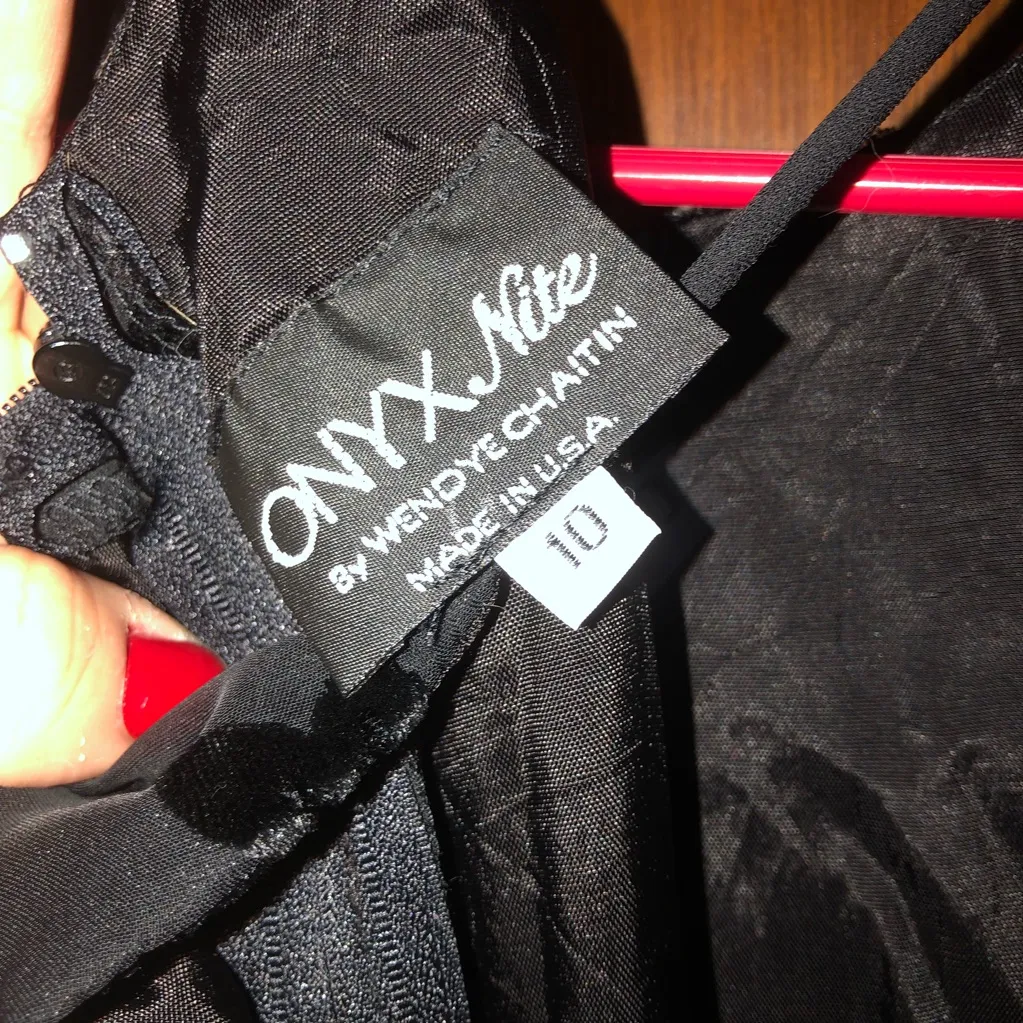 ONYX Nite
By WENDYE CHAITIN
MADE IN U.S.A
10